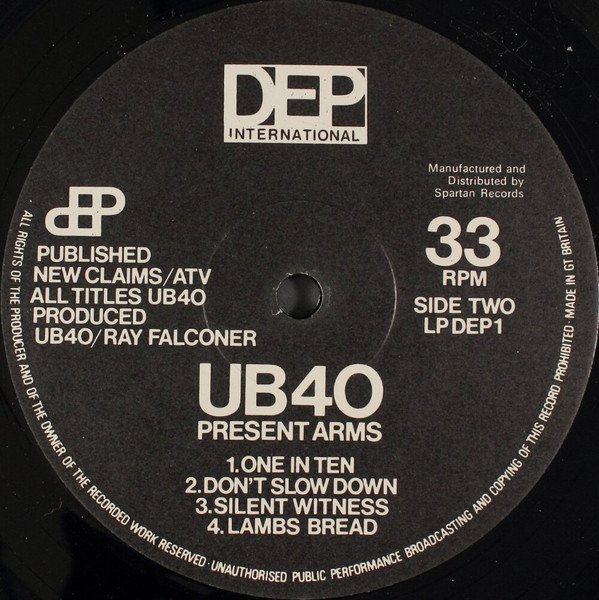 DEP
INTERNATIONAL
Manufactured and
Distributed by
Spartan Records
dEP
PUBLISHED
NEW CLAIMS/ATV
ALL TITLES UB40
PRODUCED
UB40/RAY FALCONER
33
RPM
SIDE TWO
LP DEP 1
UB40
PRESENT ARMS
1.ONE IN TEN
2.DON'T SLOW DOWN
3.SILENT WITNESS
4.LAMBS BREAD
ALL RIGHTS OF THE PRODUCER AND OF THE OWNER OF THE RECORDED WORK RESERVED · UNAUTHORISED PUBLIC PERFORMANCE BROADCASTING AND COPYING OF THIS RECORD PROHIBITED · MADE IN GT BRITAIN